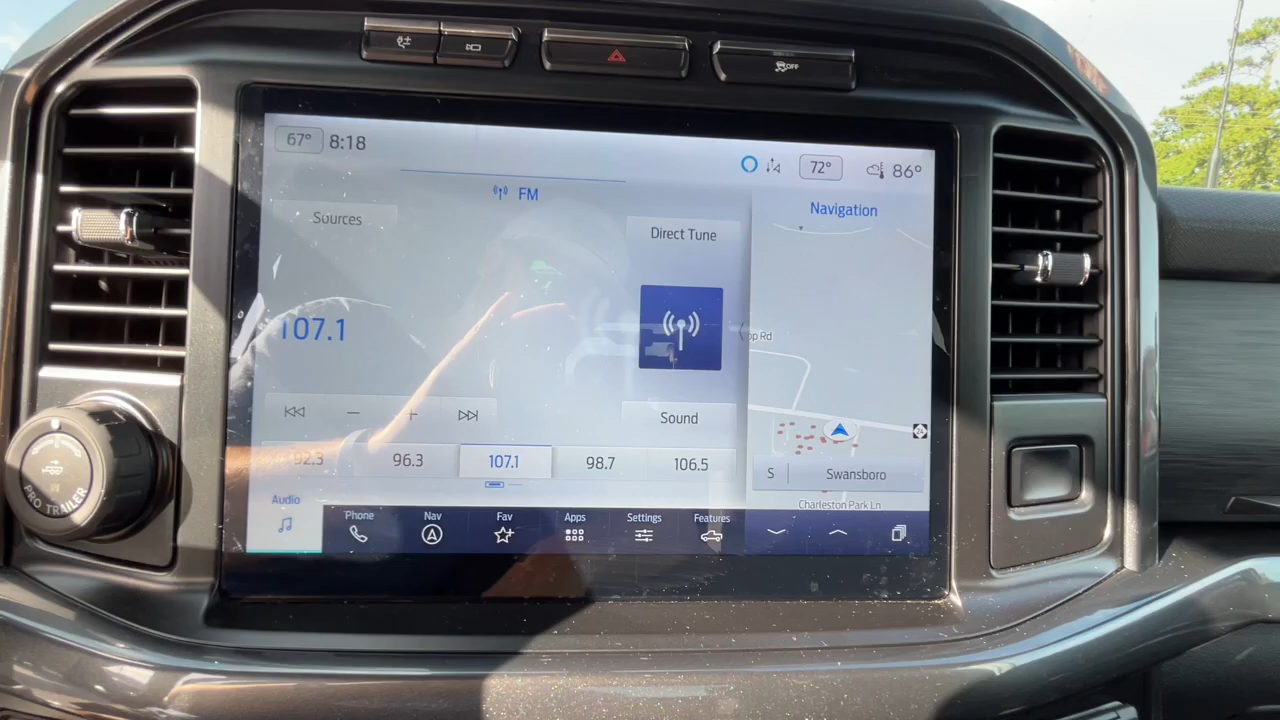 OFF
67° 8:18
72° 86°
FM
Navigation
Sources
Direct Tune
107.1
op Rd
24
Sound
92.3 96.3 107.1 98.7 106.5
S Swansboro
Charleston Park Ln
PRO TRAILER
Audio Phone Nav Fav Apps Settings Features